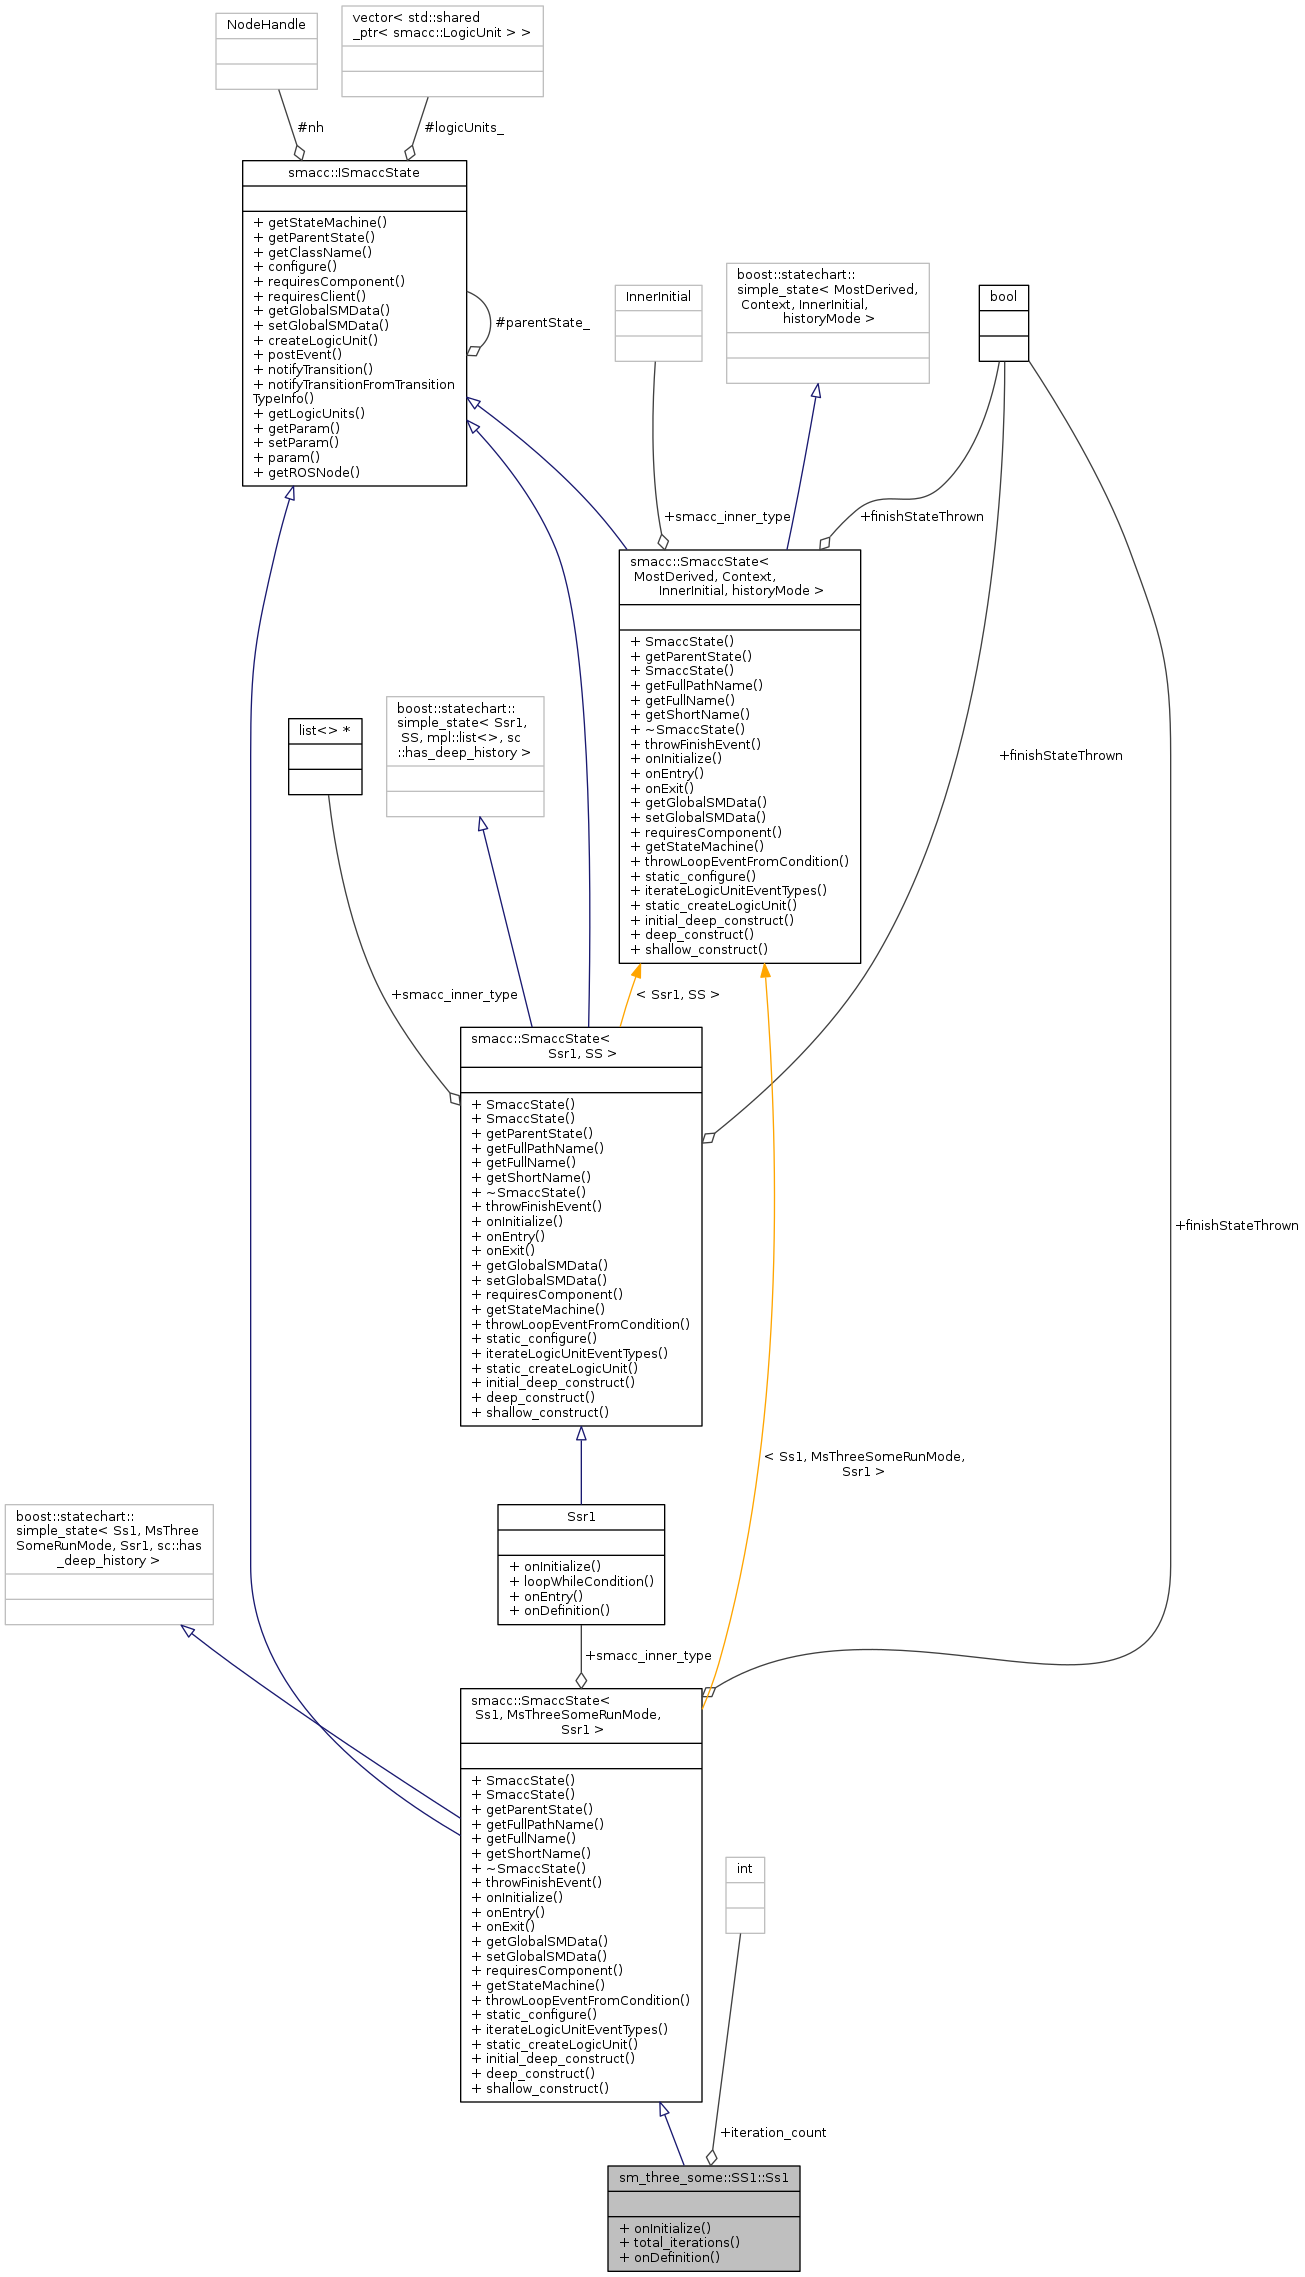 NodeHandle
vector< std::shared
_ptr< smacc::LogicUnit > >
#nh
#logicUnits_
smacc::ISmaccState
+ getStateMachine()
+ getParentState()
+ getClassName()
+ configure()
+ requiresComponent()
+ requiresClient()
+ getGlobalSMData()
+ setGlobalSMData()
+ createLogicUnit()
+ postEvent()
+ notifyTransition()
+ notifyTransitionFromTransition
TypeInfo()
+ getLogicUnits()
+ getParam()
+ setParam()
+ param()
+ getROSNode()
#parentState_
InnerInitial
boost::statechart::
simple_state< MostDerived,
Context, InnerInitial,
historyMode >
bool
+smacc_inner_type
+finishStateThrown
smacc::SmaccState<
MostDerived, Context,
InnerInitial, historyMode >
+ SmaccState()
+ getParentState()
+ SmaccState()
+ getFullPathName()
+ getFullName()
+ getShortName()
+ ~SmaccState()
+ throwFinishEvent()
+ onInitialize()
+ onEntry()
+ onExit()
+ getGlobalSMData()
+ setGlobalSMData()
+ requiresComponent()
+ getStateMachine()
+ throwLoopEventFromCondition()
+ static_configure()
+ iterateLogicUnitEventTypes()
+ static_createLogicUnit()
+ initial_deep_construct()
+ deep_construct()
+ shallow_construct()
list<> *
boost::statechart::
simple_state< Ssr1,
SS, mpl::list<>, sc
::has_deep_history >
+finishStateThrown
+smacc_inner_type
< Ssr1, SS >
smacc::SmaccState<
Ssr1, SS >
+ SmaccState()
+ SmaccState()
+ getParentState()
+ getFullPathName()
+ getFullName()
+ getShortName()
+ ~SmaccState()
+ throwFinishEvent()
+ onInitialize()
+ onEntry()
+ onExit()
+ getGlobalSMData()
+ setGlobalSMData()
+ requiresComponent()
+ getStateMachine()
+ throwLoopEventFromCondition()
+ static_configure()
+ iterateLogicUnitEventTypes()
+ static_createLogicUnit()
+ initial_deep_construct()
+ deep_construct()
+ shallow_construct()
+finishStateThrown
< Ss1, MsThreeSomeRunMode,
Ssr1 >
boost::statechart::
simple_state< Ss1, MsThree
SomeRunMode, Ssr1, sc::has
_deep_history >
Ssr1
+ onInitialize()
+ loopWhileCondition()
+ onEntry()
+ onDefinition()
+smacc_inner_type
smacc::SmaccState<
Ss1, MsThreeSomeRunMode,
Ssr1 >
+ SmaccState()
+ SmaccState()
+ getParentState()
+ getFullPathName()
+ getFullName()
+ getShortName()
+ ~SmaccState()
+ throwFinishEvent()
+ onInitialize()
+ onEntry()
+ onExit()
+ getGlobalSMData()
+ setGlobalSMData()
+ requiresComponent()
+ getStateMachine()
+ throwLoopEventFromCondition()
+ static_configure()
+ iterateLogicUnitEventTypes()
+ static_createLogicUnit()
+ initial_deep_construct()
+ deep_construct()
+ shallow_construct()
int
+iteration_count
sm_three_some::SS1::Ss1
+ onInitialize()
+ total_iterations()
+ onDefinition()